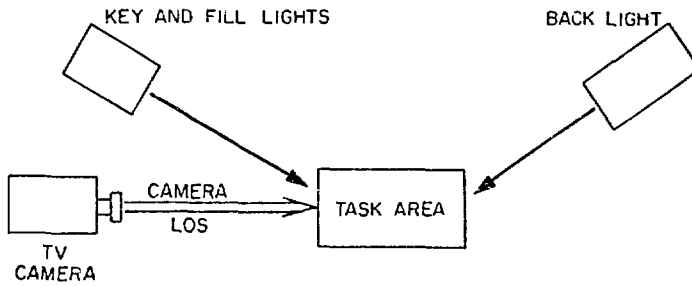 KEY AND FILL LIGHTS
BACK LIGHT
CAMERA
LOS
TASK AREA
TV
CAMERA